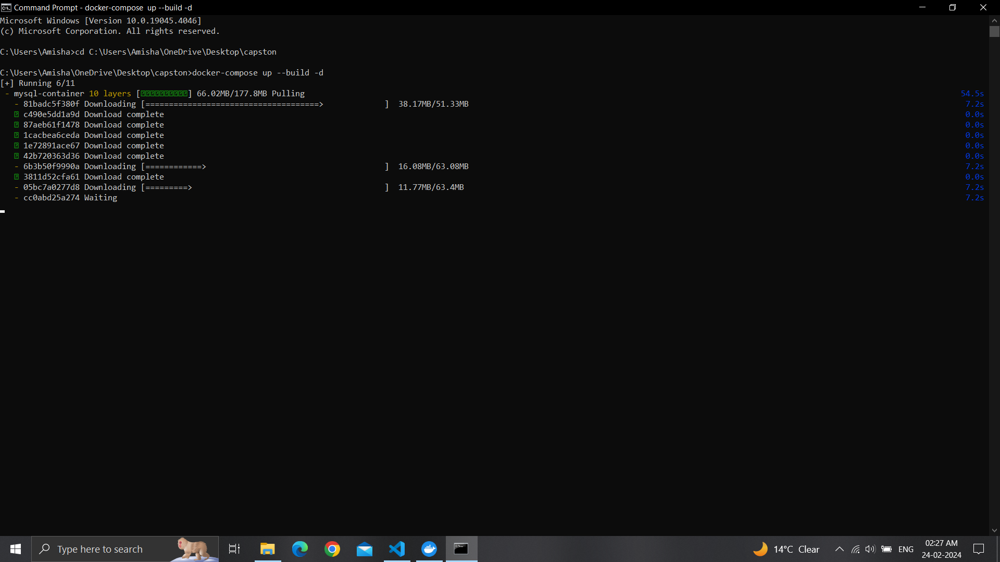 Command Prompt - docker-compose  up --build -d
Microsoft Windows [Version 10.0.19045.4046]
(c) Microsoft Corporation. All rights reserved.
C:\Users\Amisha>cd C:\Users\Amisha\OneDrive\Desktop\capston
C:\Users\Amisha\OneDrive\Desktop\capston>docker-compose up --build -d
[+] Running 6/11
- mysql-container 10 layers [⍰⍰⍰⍰⍰⍰⍰⍰⍰⍰] 66.02MB/177.8MB Pulling 54.5s
- 81badc5f380f Downloading [=====================================>             ] 38.17MB/51.33MB 7.2s
⍰ c490e5dd1a9d Download complete 0.0s
⍰ 87aeb61f1478 Download complete 0.0s
⍰ 1cacbea6ceda Download complete 0.0s
⍰ 1e72891ace67 Download complete 0.0s
⍰ 42b720363d36 Download complete 0.0s
- 6b3b50f9990a Downloading [============>                                      ] 16.08MB/63.08MB 7.2s
⍰ 3811d52cfa61 Download complete 0.0s
- 05bc7a0277d8 Downloading [=========>                                         ] 11.77MB/63.4MB 7.2s
- cc0abd25a274 Waiting 7.2s
Type here to search
14°C Clear
ENG
02:27 AM
24-02-2024